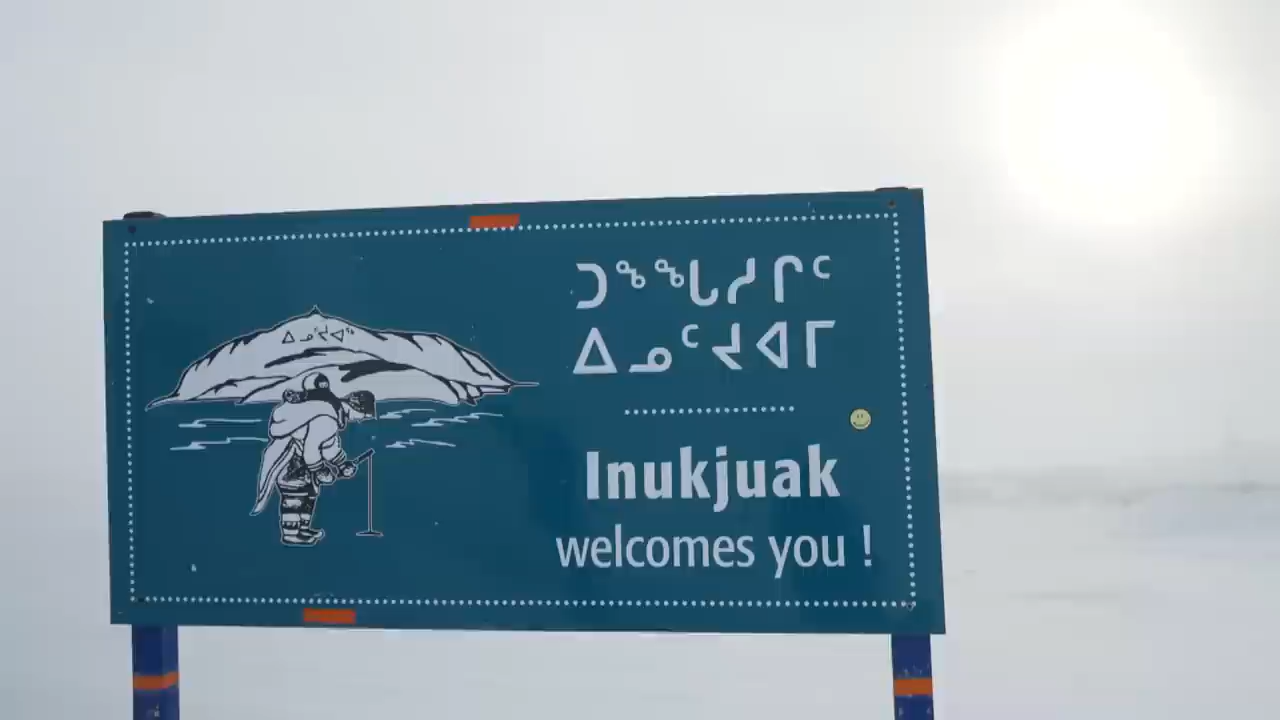 ᑐᖕᖓᓱᒋᑦ
ᐃᓄᑦᔪᐊᒥ
Inukjuak
welcomes you !